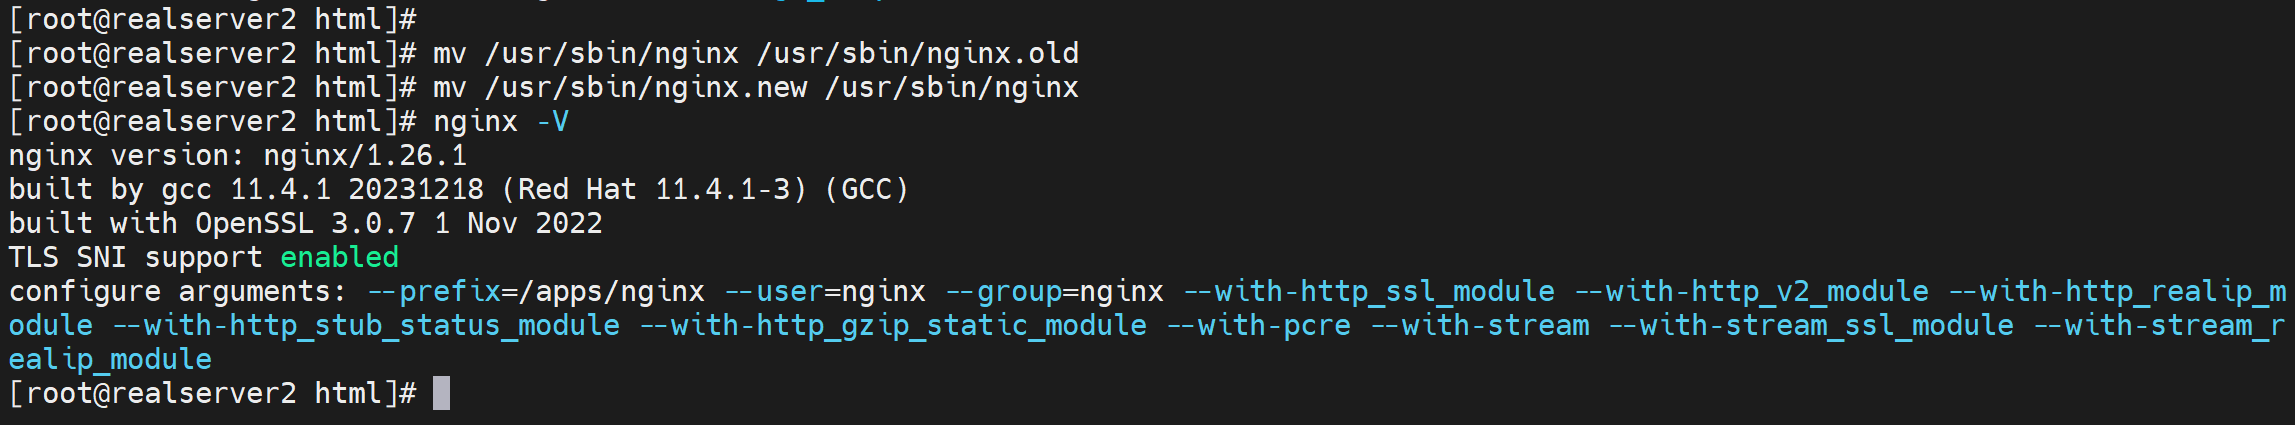 [root@realserver2 html]#
[root@realserver2 html]# mv /usr/sbin/nginx /usr/sbin/nginx.old
[root@realserver2 html]# mv /usr/sbin/nginx.new /usr/sbin/nginx
[root@realserver2 html]# nginx -V
nginx version: nginx/1.26.1
built by gcc 11.4.1 20231218 (Red Hat 11.4.1-3) (GCC)
built with OpenSSL 3.0.7 1 Nov 2022
TLS SNI support enabled
configure arguments: --prefix=/apps/nginx --user=nginx --group=nginx --with-http_ssl_module --with-http_v2_module --with-http_realip_m
odule --with-http_stub_status_module --with-http_gzip_static_module --with-pcre --with-stream --with-stream_ssl_module --with-stream_r
ealip_module
[root@realserver2 html]#